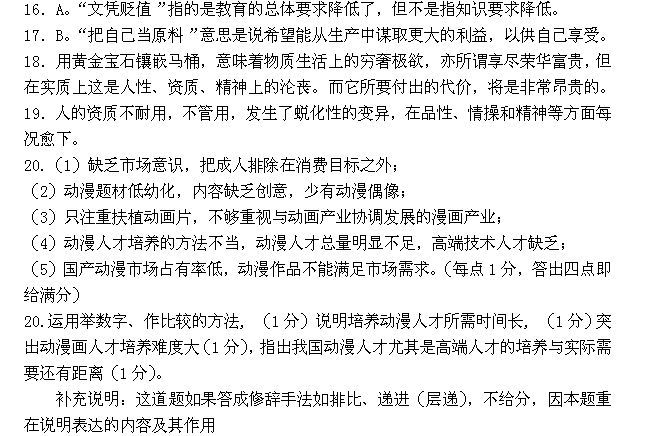 16. A。“文凭贬值”指的是教育的总体要求降低了，但不是指知识要求降低。
17. B。“把自己当原料”意思是说希望能从生产中谋取更大的利益，以供自己享受。
18. 用黄金宝石镶嵌马桶，意味着物质生活上的穷奢极欲，亦所谓享尽荣华富贵，但
在实质上这是人性、资质、精神上的沦丧。而它所要付出的代价，将是非常昂贵的。
19. 人的资质不耐用，不管用，发生了蜕化性的变异，在品性、情操和精神等方面每
况愈下。
20.（1）缺乏市场意识，把成人排除在消费目标之外；
（2）动漫题材低幼化，内容缺乏创意，少有动漫偶像；
（3）只注重扶植动画片，不够重视与动画产业协调发展的漫画产业；
（4）动漫人才培养的方法不当，动漫人才总量明显不足，高端技术人才缺乏；
（5）国产动漫市场占有率低，动漫作品不能满足市场需求。（每点1分，答出四点即
给满分）
20.运用举数字、作比较的方法，（1分）说明培养动漫人才所需时间长，（1分）突
出动漫画人才培养难度大（1分），指出我国动漫人才尤其是高端人才的培养与实际需
要还有距离（1分）。
补充说明：这道题如果答成修辞手法如排比、递进（层递），不给分，因本题重
在说明表达的内容及其作用